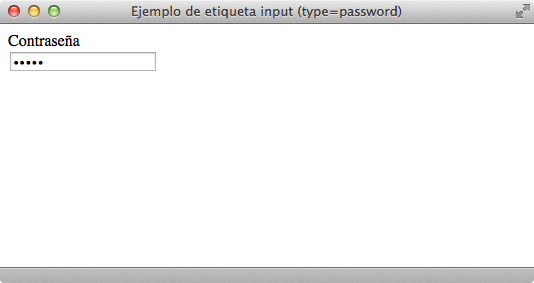 Ejemplo de etiqueta input (type=password)
Contraseña
•••••